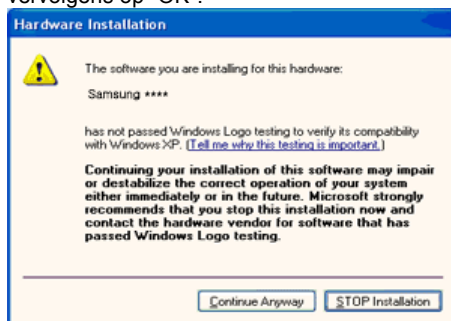 vervolgens op "OK".
Hardware Installation
The software you are installing for this hardware:
Samsung ****
has not passed Windows Logo testing to verify its compatibility
with Windows XP. (Tell me why this testing is important.)
Continuing your installation of this software may impair
or destabilize the correct operation of your system
either immediately or in the future. Microsoft strongly
recommends that you stop this installation now and
contact the hardware vendor for software that has
passed Windows Logo testing.
Continue Anyway
STOP Installation